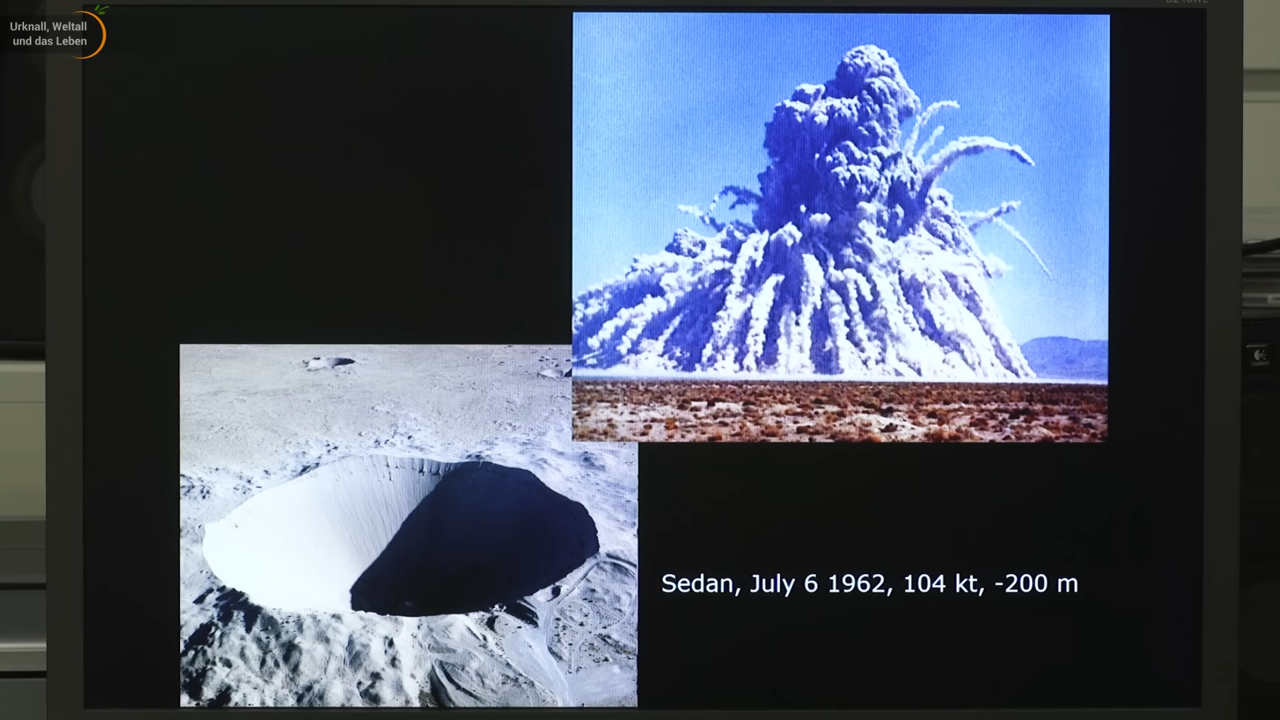 Urknall, Weltall
und das Leben
Sedan, July 6 1962, 104 kt, -200 m